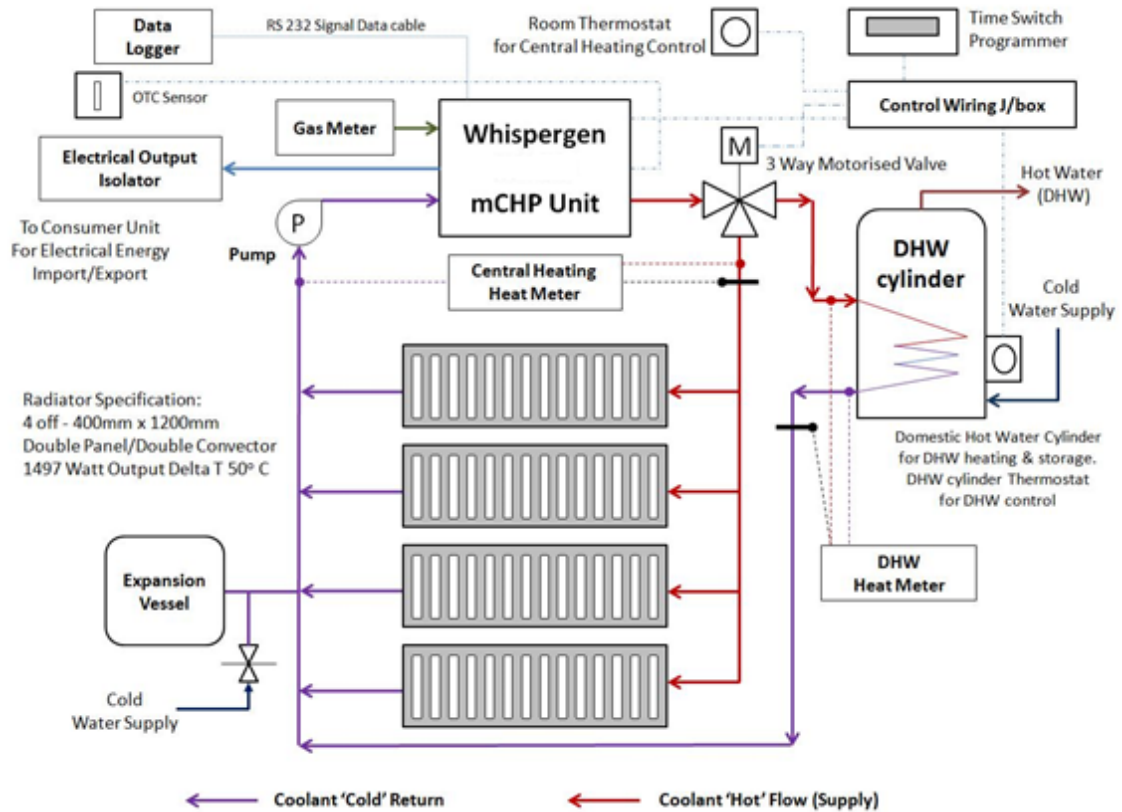 Data
Logger
RS 232 Signal Data cable
Room Thermostat
for Central Heating Control
Time Switch
Programmer
OTC Sensor
Gas Meter
Whispergen
mCHP Unit
Control Wiring J/box
Electrical Output
Isolator
M
3 Way Motorised Valve
Hot Water
(DHW)
To Consumer Unit
For Electrical Energy
Import/Export
P
Pump
DHW
cylinder
Central Heating
Heat Meter
Cold
Water Supply
Radiator Specification:
4 off - 400mm x 1200mm
Double Panel/Double Convector
1497 Watt Output Delta T 50° C
Domestic Hot Water Cylinder
for DHW heating & storage.
DHW cylinder Thermostat
for DHW control
Expansion
Vessel
DHW
Heat Meter
Cold
Water Supply
Coolant ‘Cold’ Return
Coolant ‘Hot’ Flow (Supply)